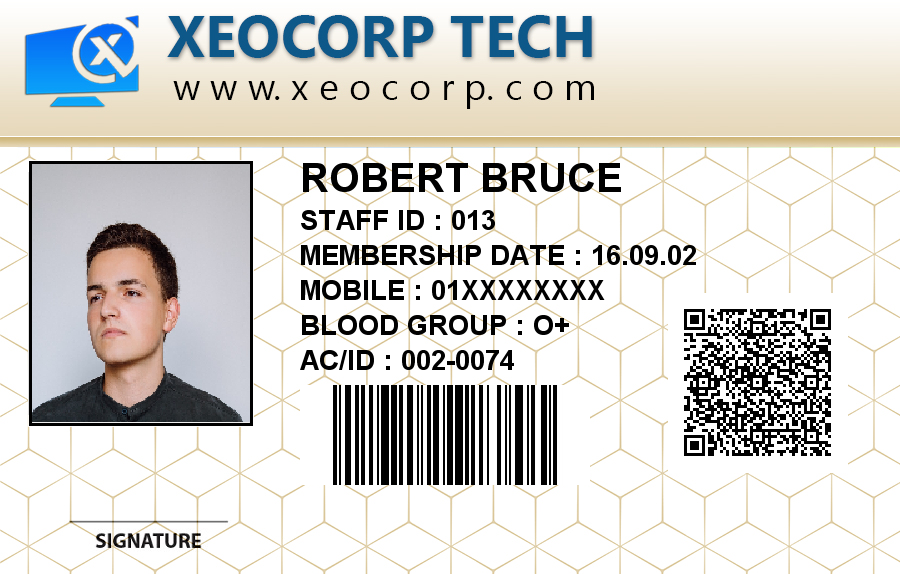 XEOCORP TECH
www.xeocorp.com
ROBERT BRUCE
STAFF ID : 013
MEMBERSHIP DATE : 16.09.02
MOBILE : 01XXXXXXXX
BLOOD GROUP : O+
AC/ID : 002-0074
SIGNATURE